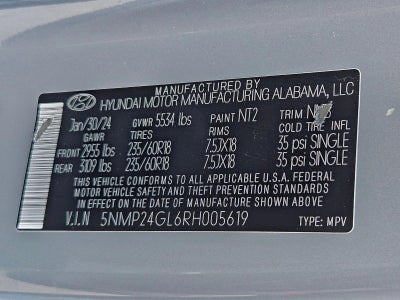 MANUFACTURED BY
HYUNDAI MOTOR MANUFACTURING ALABAMA, LLC
Jan/30/24 GVWR 5534 lbs PAINT NT2 TRIM
GAWR TIRES RIMS COLD TIRE INFL
FRONT 2955 lbs 235/60R18 7.5JX18 35 psi SINGLE
REAR 3109 lbs 235/60R18 7.5JX18 35 psi SINGLE
THIS VEHICLE CONFORMS TO ALL APPLICABLE U.S.A. FEDERAL
MOTOR VEHICLE SAFETY AND THEFT PREVENTION STANDARDS
IN EFFECT ON THE DATE OF MANUFACTURE SHOWN ABOVE.
V.I.N 5NMP24GL6RH005619 TYPE: MPV